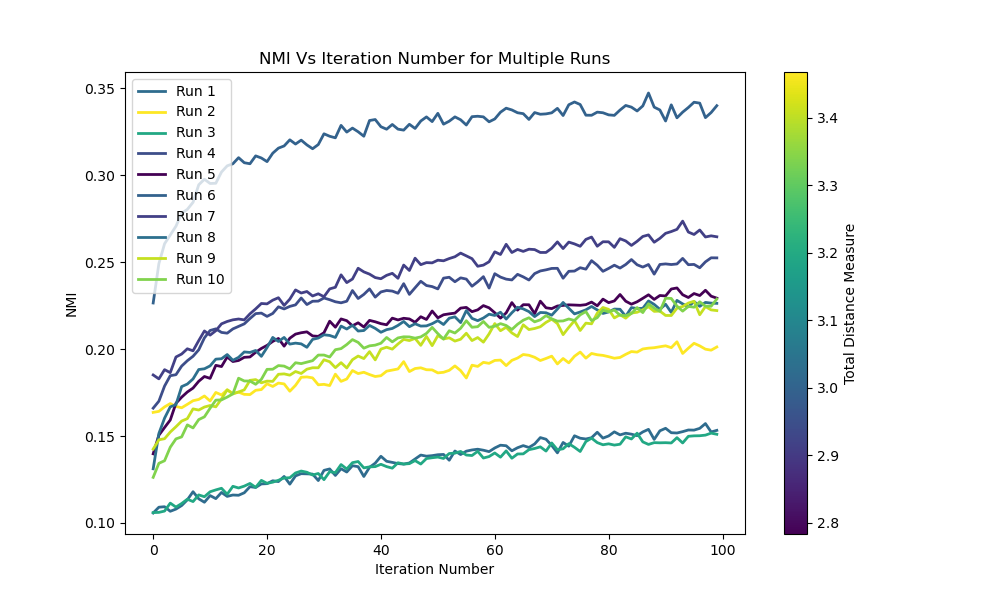 NMI Vs Iteration Number for Multiple Runs
Run 1
Run 2
Run 3
Run 4
Run 5
Run 6
Run 7
Run 8
Run 9
Run 10
NMI
0.35
0.30
0.25
0.20
0.15
0.10
0
20
40
60
80
100
Iteration Number
3.4
3.3
3.2
3.1
3.0
2.9
2.8
Total Distance Measure